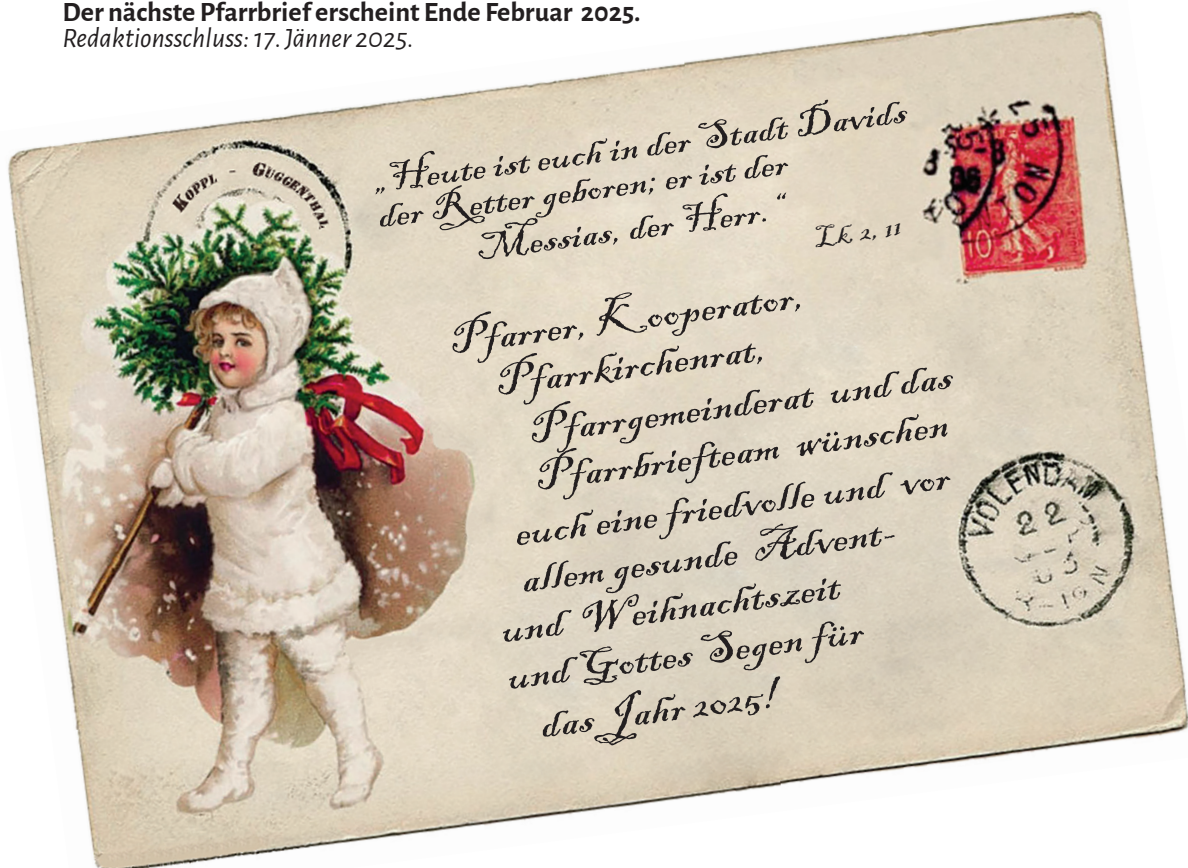 Der nächste Pfarrbrief erscheint Ende Februar 2025.
Redaktionsschluss: 17. Jänner 2025.
KOPPL - GUGGENTHAL
„Heute ist euch in der Stadt Davids
der Retter geboren; er ist der
Messias, der Herr.“
Lk 2, 11
Pfarrer, Kooperator,
Pfarrkirchenrat,
Pfarrgemeinderat und das
Pfarrbriefteam wünschen
euch eine friedvolle und vor
allem gesunde Advent-
und Weihnachtszeit
und Gottes Segen für
das Jahr 2025!
10c
VOLENDAM
22